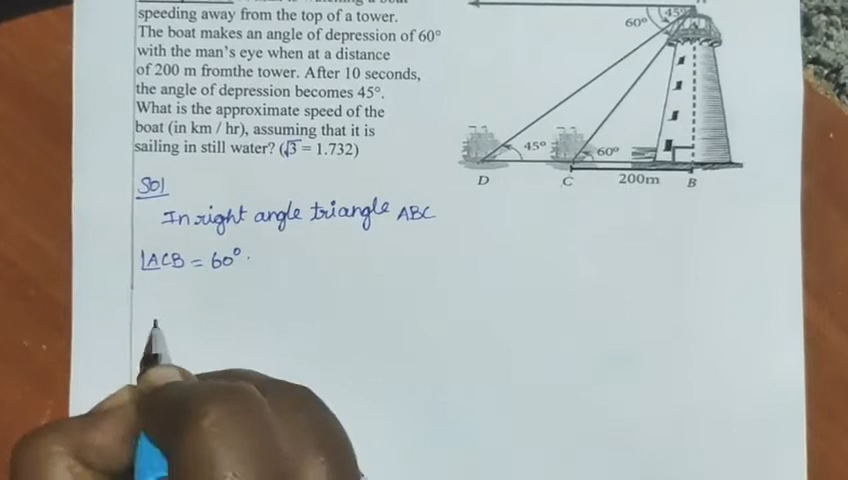 speeding away from the top of a tower.
The boat makes an angle of depression of 60°
with the man's eye when at a distance
of 200 m fromthe tower. After 10 seconds,
the angle of depression becomes 45°.
What is the approximate speed of the
boat (in km / hr), assuming that it is
sailing in still water? (√3 = 1.732)
60° 45°
45° 60°
D C 200m B
Sol
In right angle triangle ABC
∠ACB = 60°.